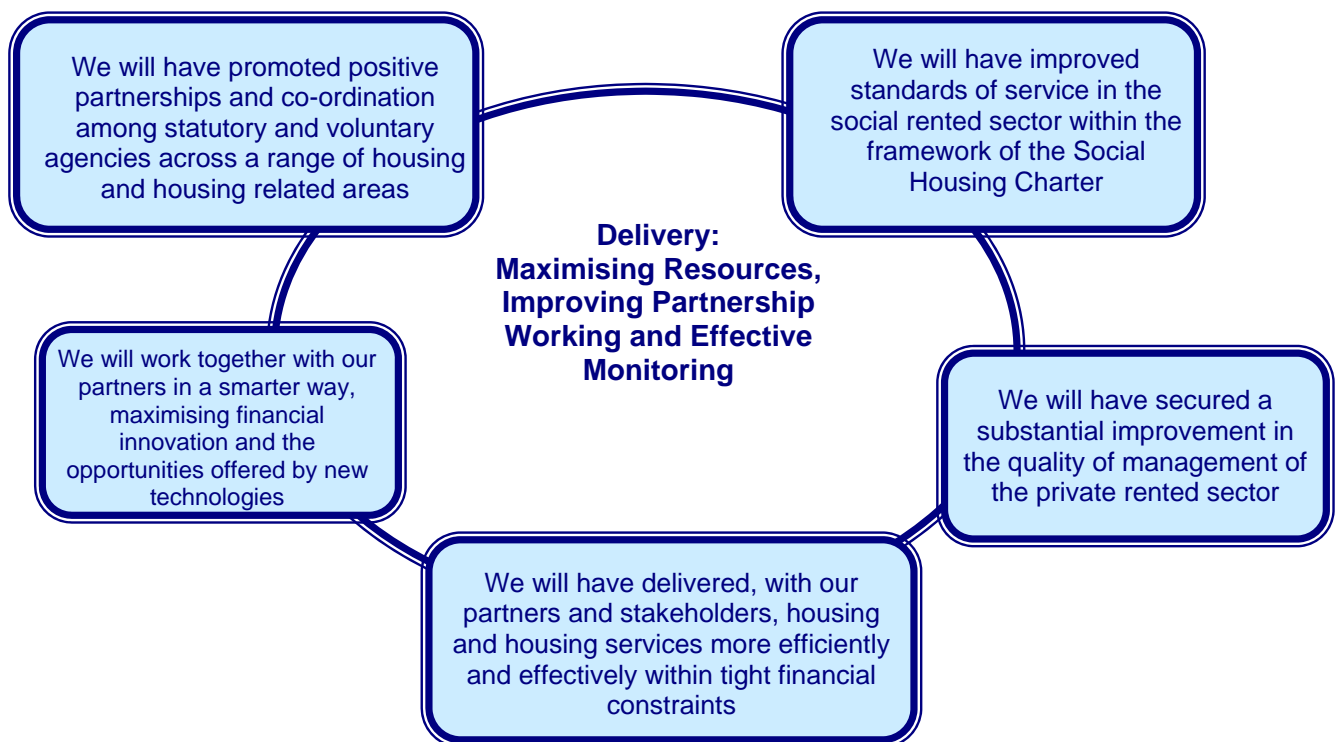 We will have promoted positive
partnerships and co-ordination
among statutory and voluntary
agencies across a range of housing
and housing related areas
We will have improved
standards of service in the
social rented sector within the
framework of the Social
Housing Charter
Delivery:
Maximising Resources,
Improving Partnership
Working and Effective
Monitoring
We will work together with our
partners in a smarter way,
maximising financial
innovation and the
opportunities offered by new
technologies
We will have secured a
substantial improvement in
the quality of management of
the private rented sector
We will have delivered, with our
partners and stakeholders, housing
and housing services more efficiently
and effectively within tight financial
constraints